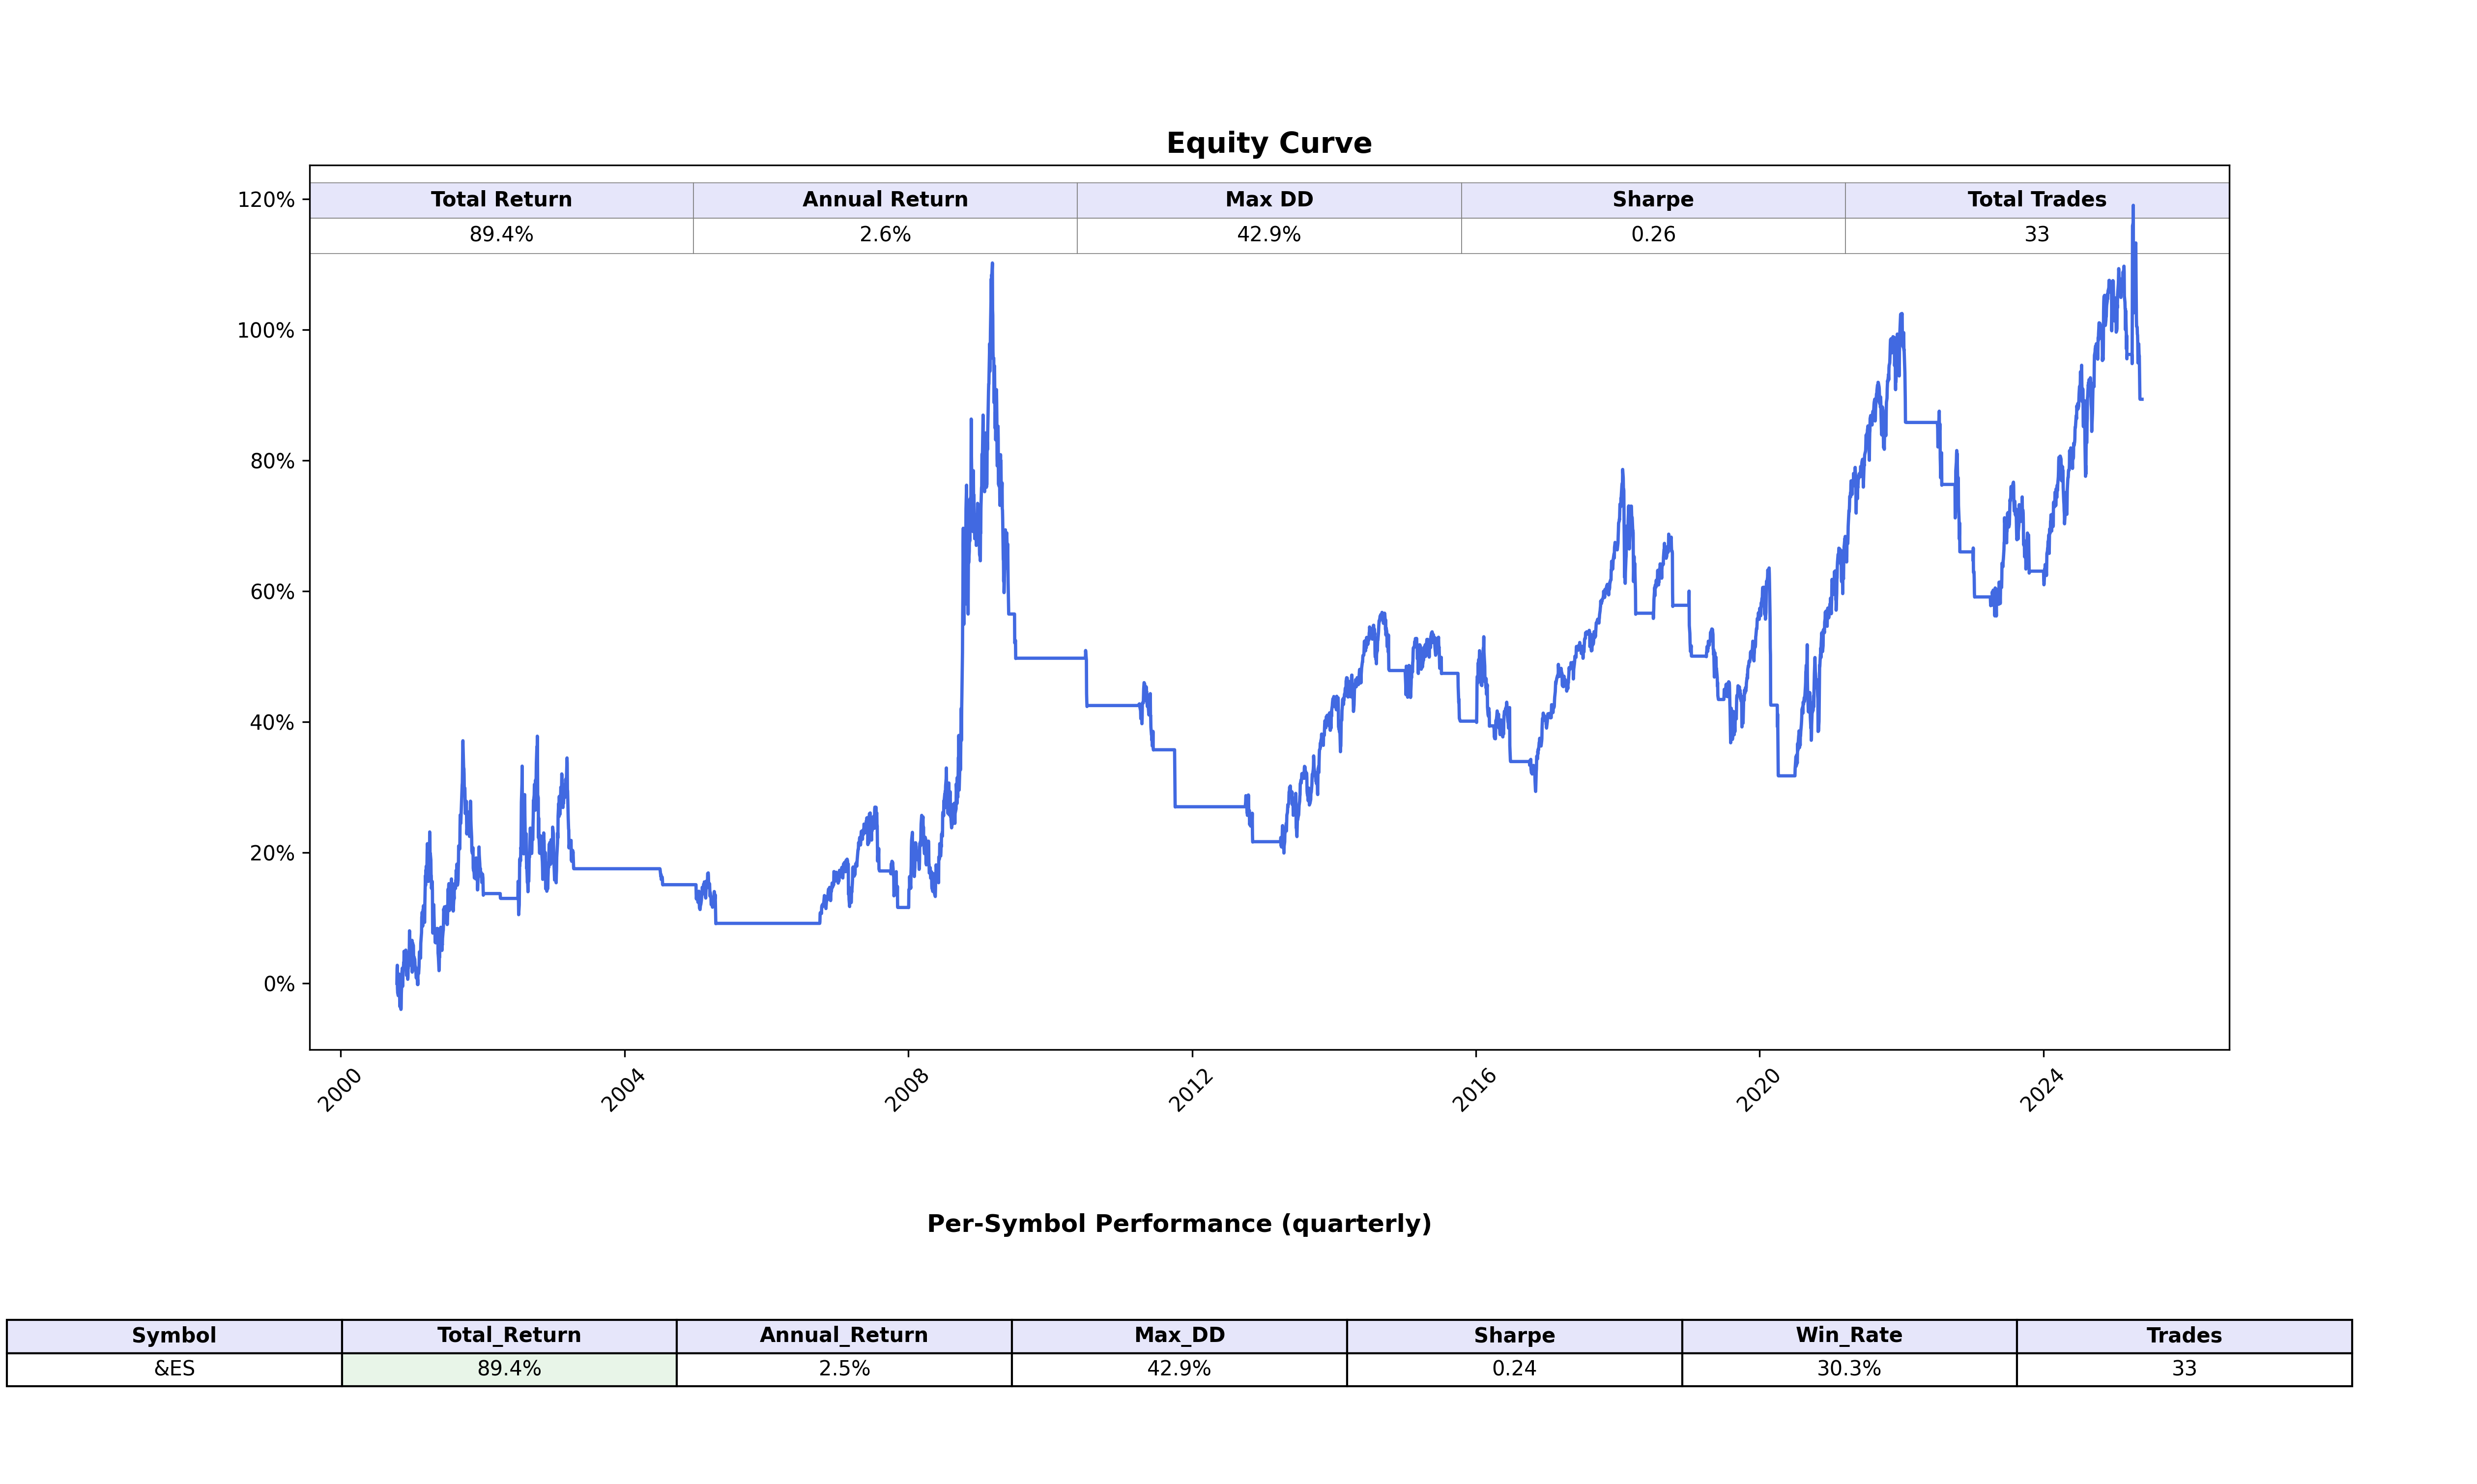 Equity Curve
Total Return Annual Return Max DD Sharpe Total Trades
89.4% 2.6% 42.9% 0.26 33
120%
100%
80%
60%
40%
20%
0%
2000 2004 2008 2012 2016 2020 2024
Per-Symbol Performance (quarterly)
Symbol Total_Return Annual_Return Max_DD Sharpe Win_Rate Trades
&ES 89.4% 2.5% 42.9% 0.24 30.3% 33